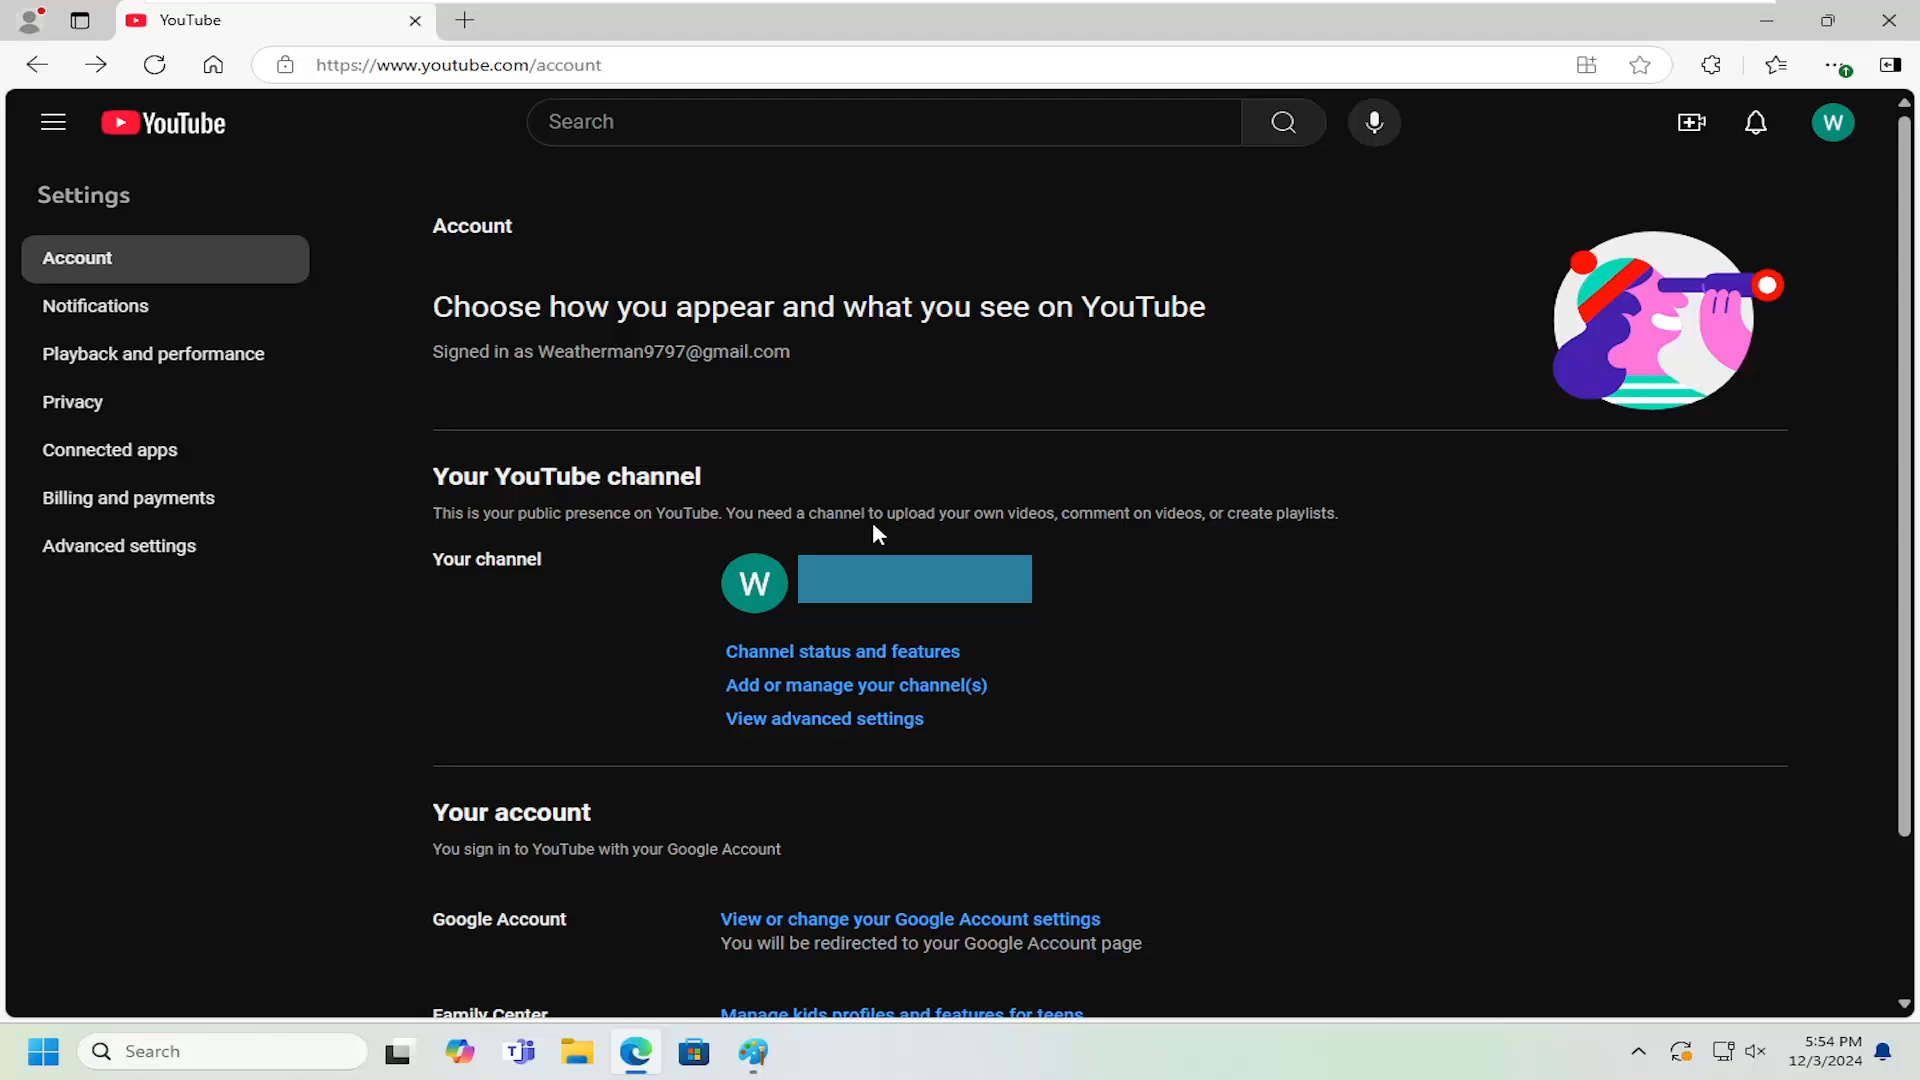 YouTube
https://www.youtube.com/account
YouTube
Search
W
Settings
Account
Notifications
Playback and performance
Privacy
Connected apps
Billing and payments
Advanced settings
Account
Choose how you appear and what you see on YouTube
Signed in as Weatherman9797@gmail.com
Your YouTube channel
This is your public presence on YouTube. You need a channel to upload your own videos, comment on videos, or create playlists.
Your channel
W
Channel status and features
Add or manage your channel(s)
View advanced settings
Your account
You sign in to YouTube with your Google Account
Google Account
View or change your Google Account settings
You will be redirected to your Google Account page
Family Center
Manage kids profiles and features for teens
Search
5:54 PM
12/3/2024